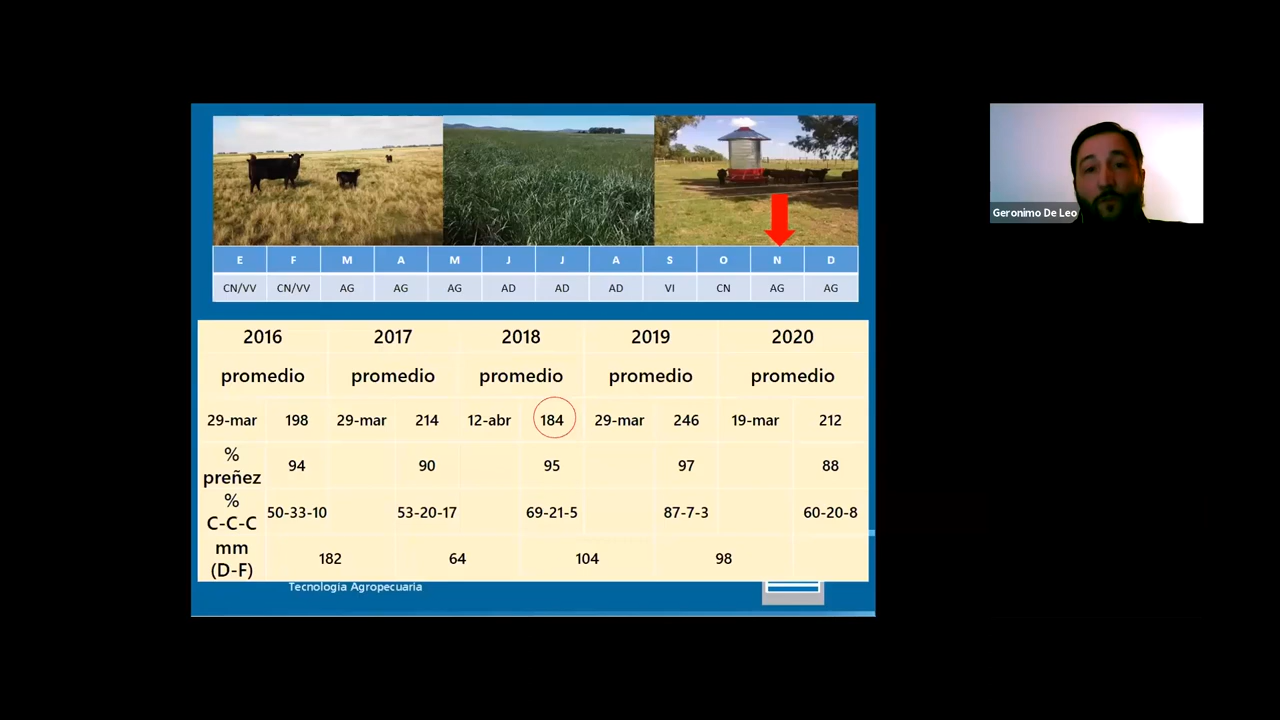 Geronimo De Leo
E F M A M J J A S O N D
CN/VV CN/VV AG AG AG AD AD AD VI CN AG AG
2016 2017 2018 2019 2020
promedio promedio promedio promedio promedio
29-mar 198 29-mar 214 12-abr 184 29-mar 246 19-mar 212
%
preñez 94 90 95 97 88
%
C-C-C 50-33-10 53-20-17 69-21-5 87-7-3 60-20-8
mm
(D-F) 182 64 104 98
Tecnología Agropecuaria